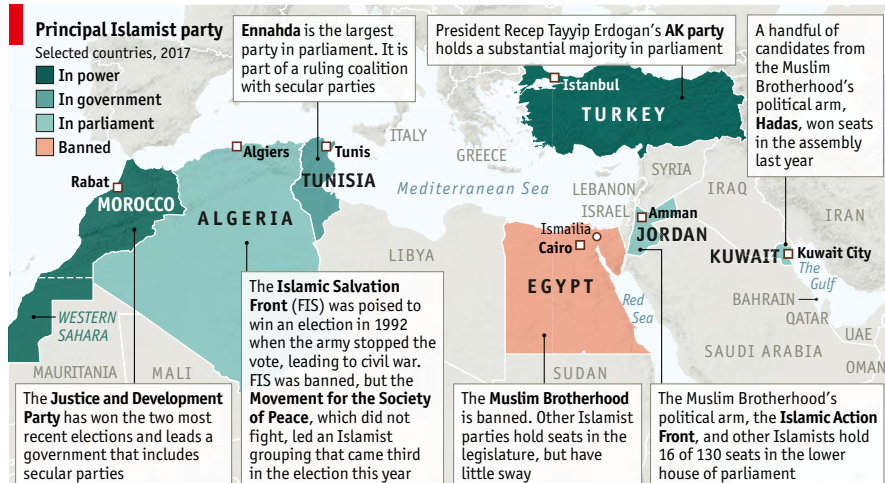 Principal Islamist party
Selected countries, 2017
In power
In government
In parliament
Banned
Ennahda is the largest
party in parliament. It is
part of a ruling coalition
with secular parties
President Recep Tayyip Erdogan's AK party
holds a substantial majority in parliament
A handful of
candidates from
the Muslim
Brotherhood's
political arm,
Hadas, won seats
in the assembly
last year
Istanbul
TURKEY
ITALY
GREECE
Algiers
Tunis
TUNISIA
Rabat
MOROCCO
ALGERIA
Mediterranean Sea
SYRIA
LEBANON
IRAQ
ISRAEL
Amman
JORDAN
IRAN
Ismailia
Cairo
EGYPT
LIBYA
KUWAIT
Kuwait City
The
Gulf
Red
Sea
BAHRAIN
QATAR
UAE
SAUDI ARABIA
OMAN
WESTERN
SAHARA
MAURITANIA
MALI
SUDAN
The Justice and Development
Party has won the two most
recent elections and leads a
government that includes
secular parties
The Islamic Salvation
Front (FIS) was poised to
win an election in 1992
when the army stopped the
vote, leading to civil war.
FIS was banned, but the
Movement for the Society
of Peace, which did not
fight, led an Islamist
grouping that came third
in the election this year
The Muslim Brotherhood
is banned. Other Islamist
parties hold seats in the
legislature, but have
little sway
The Muslim Brotherhood's
political arm, the Islamic Action
Front, and other Islamists hold
16 of 130 seats in the lower
house of parliament